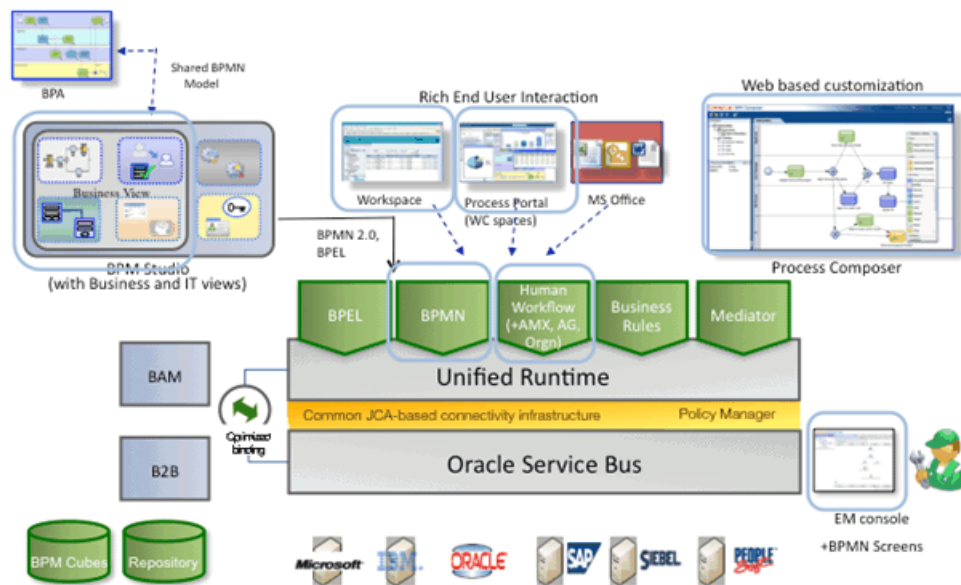 BPA
Shared BPMN
Model
Business View
BPM Studio
(with Business and IT views)
Rich End User Interaction
Workspace
Process Portal
(WC spaces)
MS Office
Web based customization
ORACLE
Process Composer
BPMN 2.0,
BPEL
BPEL
BPMN
Human
Workflow
(+AMX, AG,
Orgn)
Business
Rules
Mediator
BAM
Unified Runtime
Common JCA-based connectivity infrastructure
Policy Manager
Optimized
binding
B2B
Oracle Service Bus
EM console
+BPMN Screens
BPM Cubes
Repository
Microsoft
IBM.
ORACLE
SAP
SIEBEL
PEOPLE
Soft